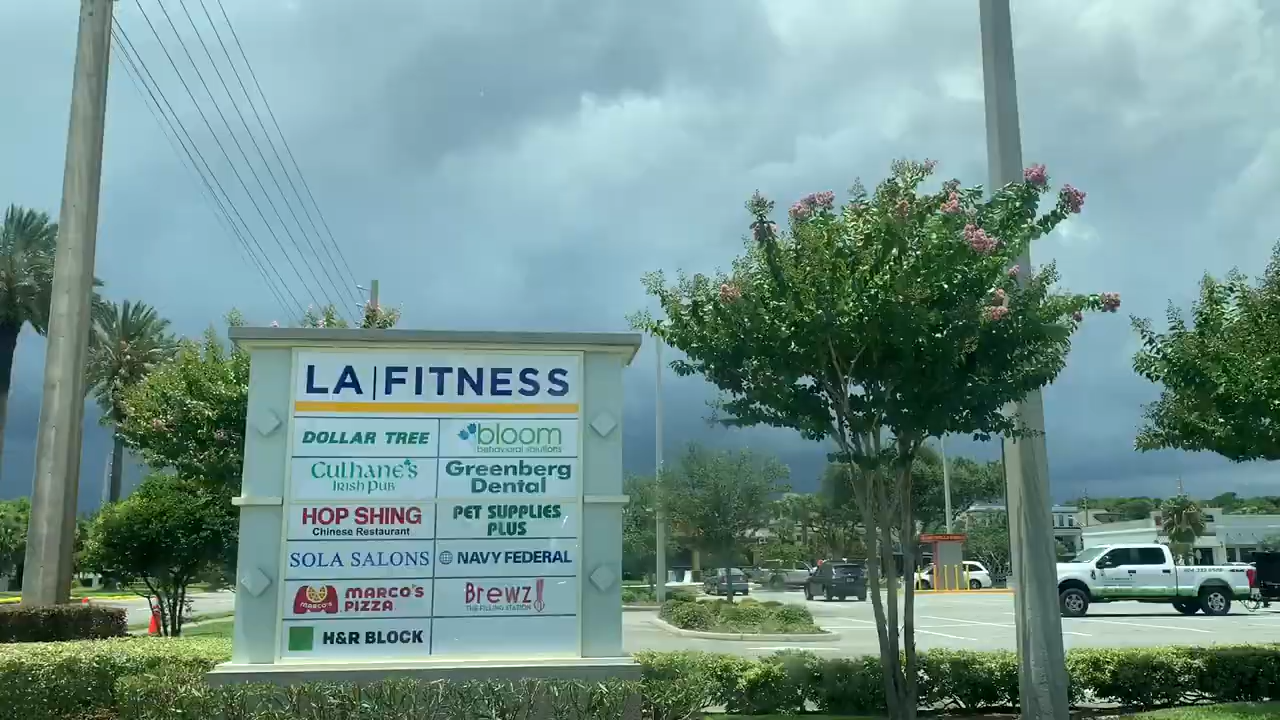 LA|FITNESS
DOLLAR TREE
bloom
behavioral solutions
Culhane's
Irish Pub
Greenberg
Dental
HOP SHING
Chinese Restaurant
PET SUPPLIES
PLUS
SOLA SALONS
NAVY FEDERAL
MARCO'S
MARCO'S
PIZZA
Brewz
THE FILLING STATION
H&R BLOCK